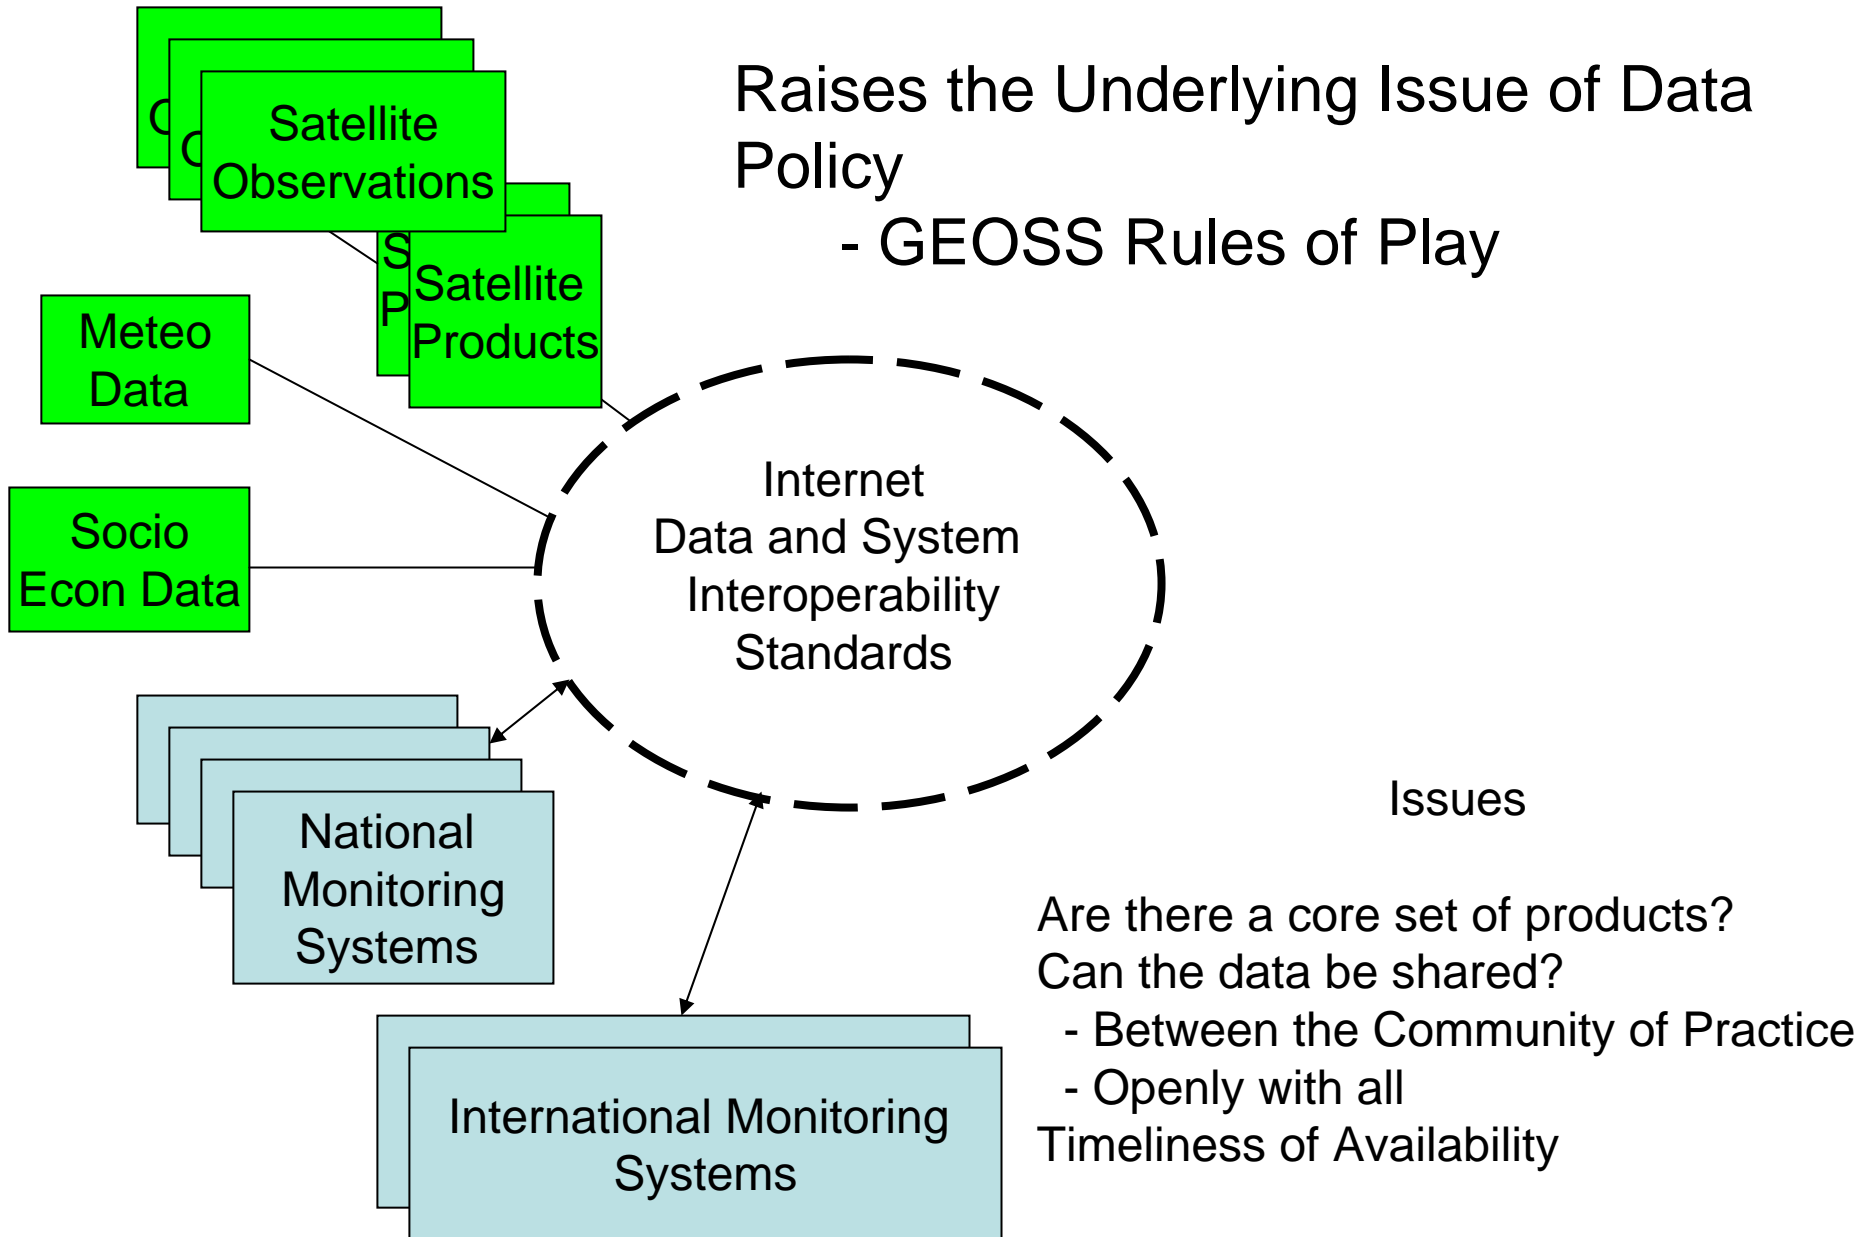 Raises the Underlying Issue of Data
Policy
- GEOSS Rules of Play
Satellite
Observations
Satellite
Products
Meteo
Data
Socio
Econ Data
Internet
Data and System
Interoperability
Standards
National
Monitoring
Systems
International Monitoring
Systems
Issues
Are there a core set of products?
Can the data be shared?
- Between the Community of Practice
- Openly with all
Timeliness of Availability